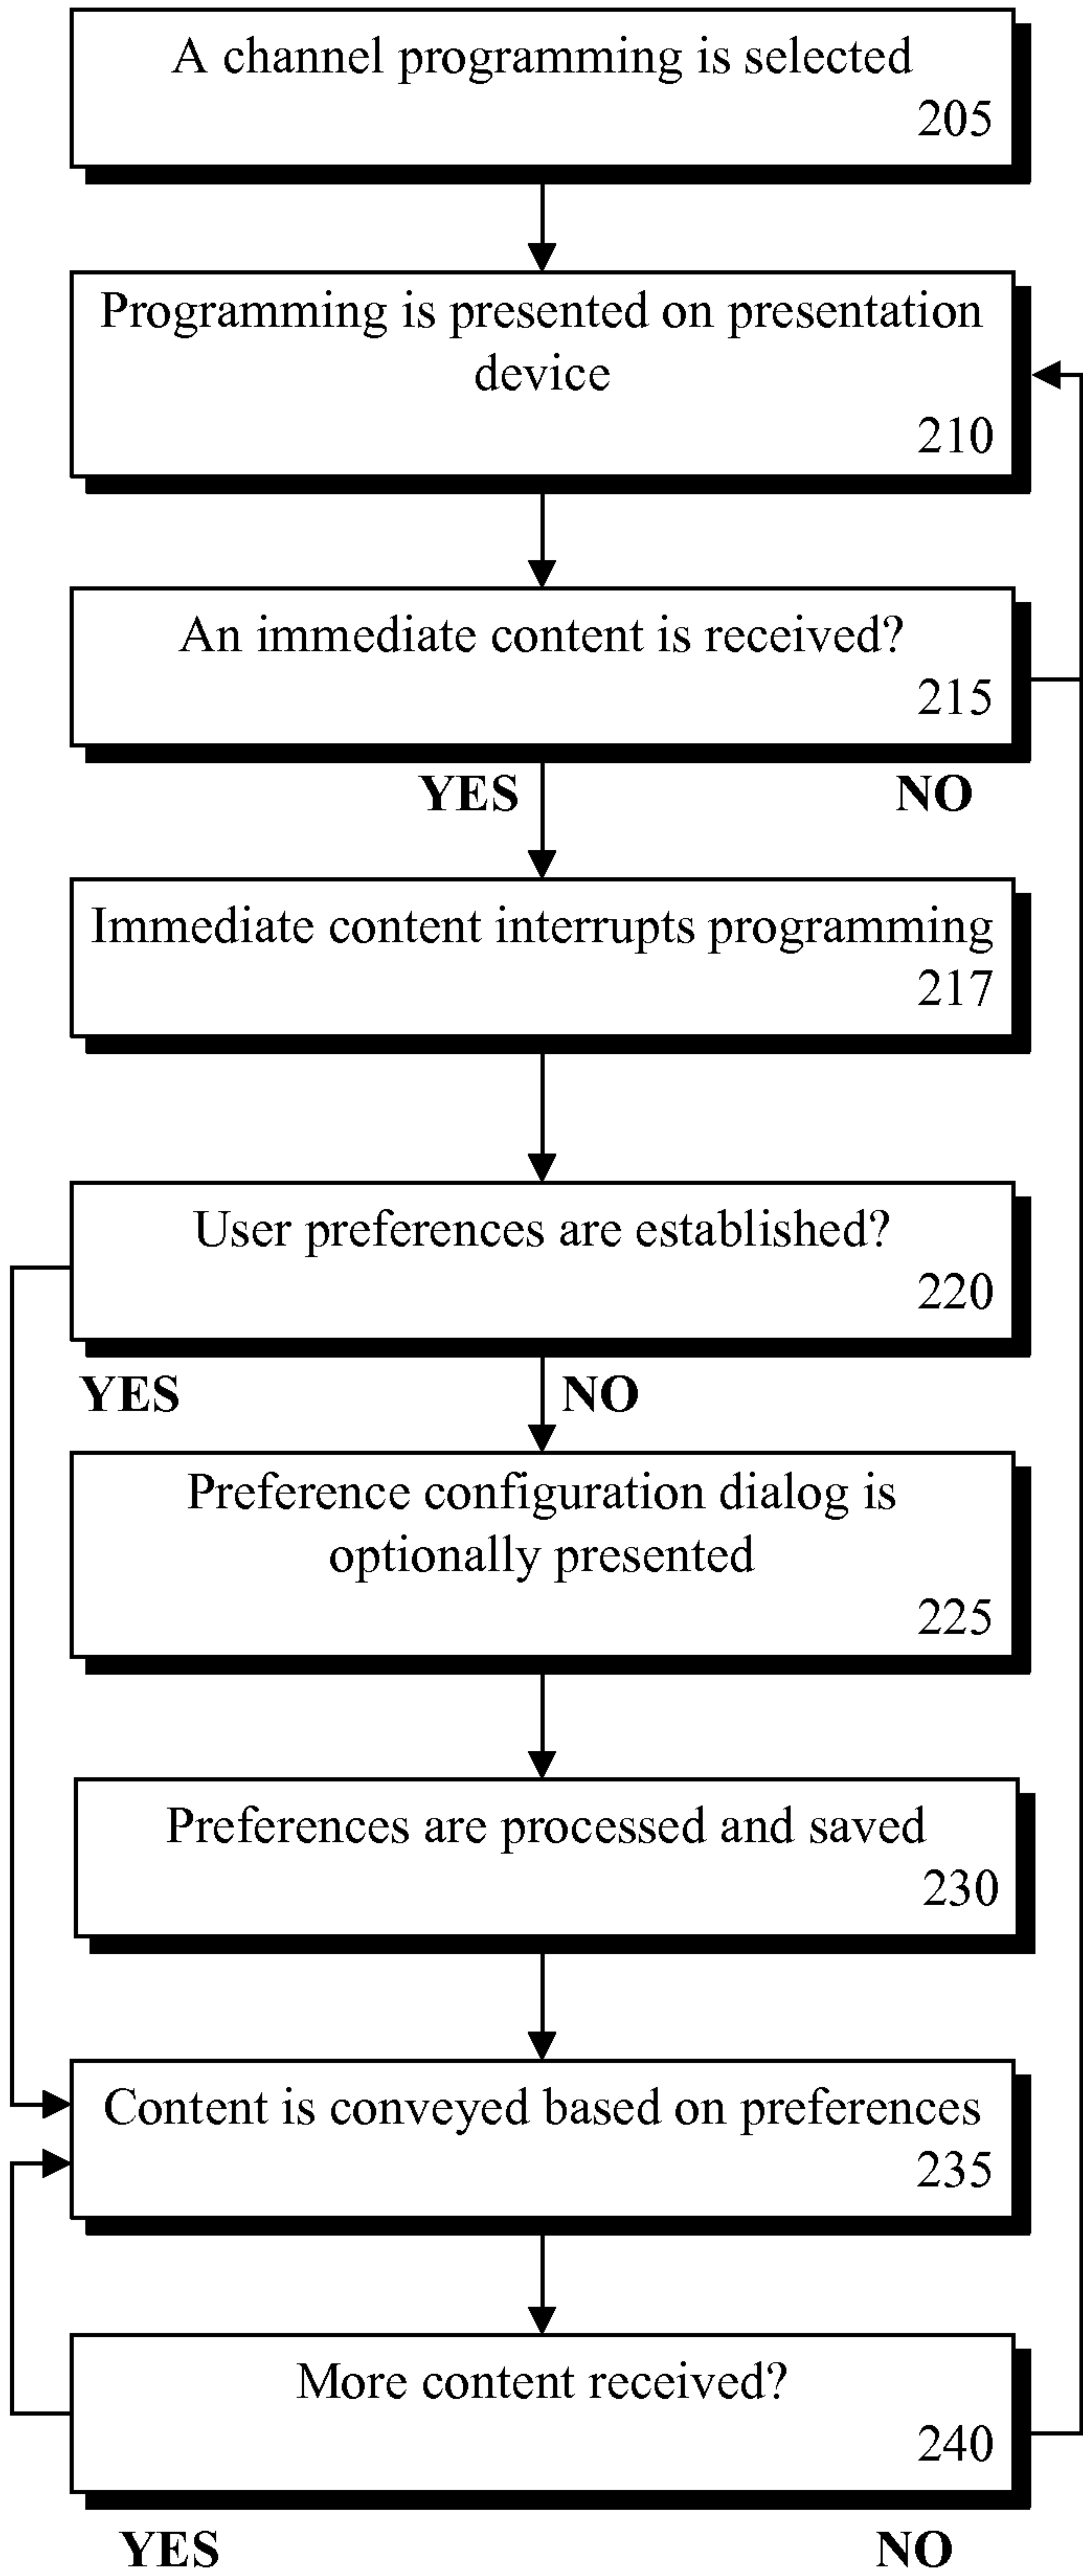 A channel programming is selected
205
Programming is presented on presentation
device
210
An immediate content is received?
215
YES
NO
Immediate content interrupts programming
217
User preferences are established?
220
YES
NO
Preference configuration dialog is
optionally presented
225
Preferences are processed and saved
230
Content is conveyed based on preferences
235
More content received?
240
YES
NO